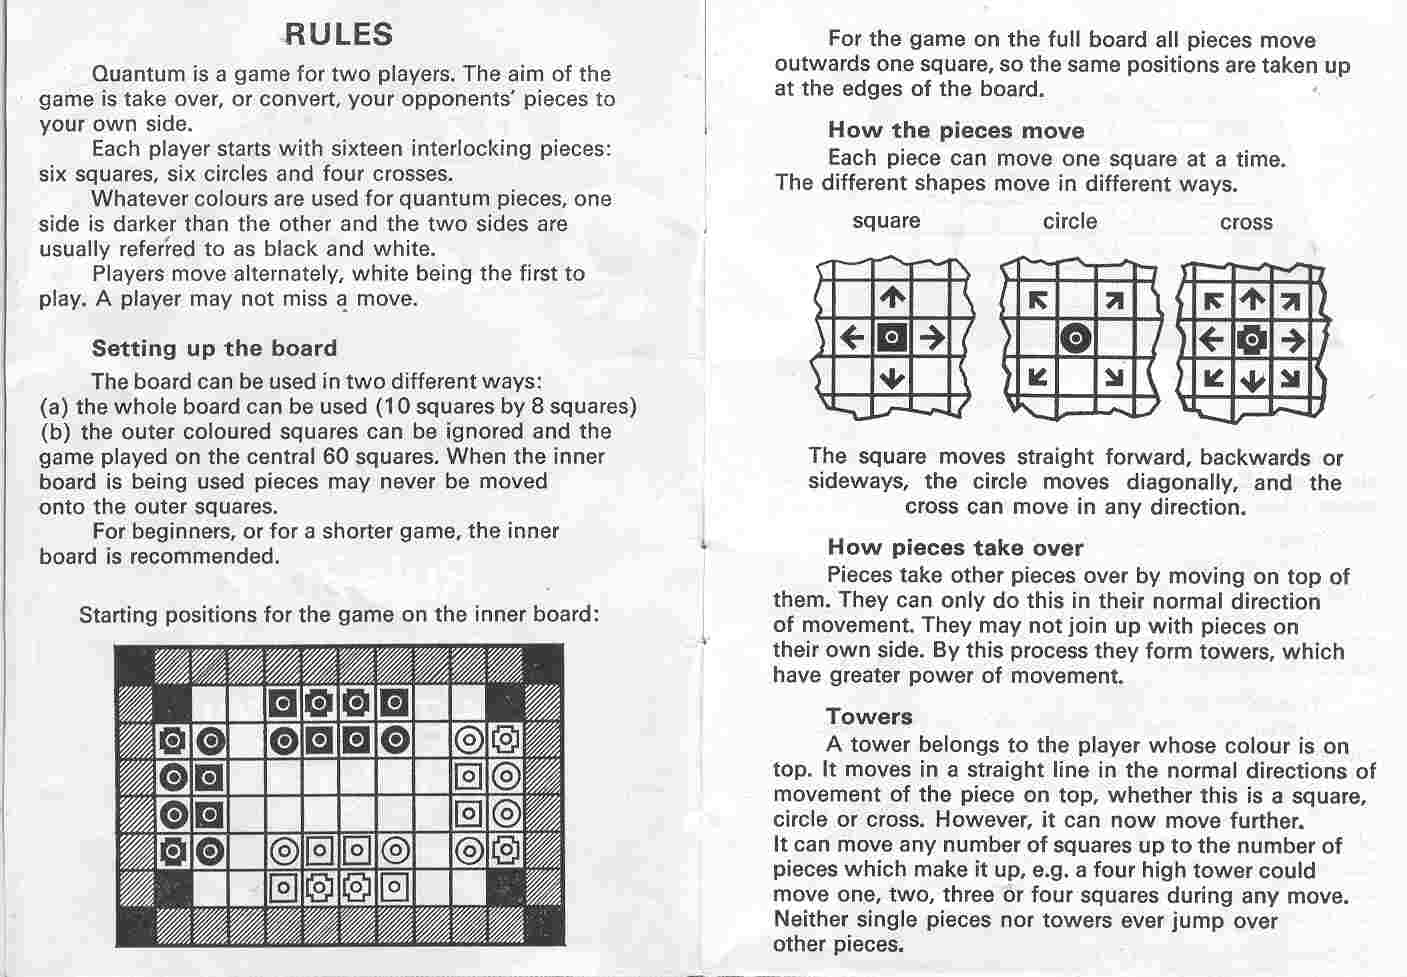 RULES
Quantum is a game for two players. The aim of the
game is take over, or convert, your opponents' pieces to
your own side.
Each player starts with sixteen interlocking pieces:
six squares, six circles and four crosses.
Whatever colours are used for quantum pieces, one
side is darker than the other and the two sides are
usually referred to as black and white.
Players move alternately, white being the first to
play. A player may not miss a move.
Setting up the board
The board can be used in two different ways:
(a) the whole board can be used (10 squares by 8 squares)
(b) the outer coloured squares can be ignored and the
game played on the central 60 squares. When the inner
board is being used pieces may never be moved
onto the outer squares.
For beginners, or for a shorter game, the inner
board is recommended.
Starting positions for the game on the inner board:
For the game on the full board all pieces move
outwards one square, so the same positions are taken up
at the edges of the board.
How the pieces move
Each piece can move one square at a time.
The different shapes move in different ways.
square circle cross
The square moves straight forward, backwards or
sideways, the circle moves diagonally, and the
cross can move in any direction.
How pieces take over
Pieces take other pieces over by moving on top of
them. They can only do this in their normal direction
of movement. They may not join up with pieces on
their own side. By this process they form towers, which
have greater power of movement.
Towers
A tower belongs to the player whose colour is on
top. It moves in a straight line in the normal directions of
movement of the piece on top, whether this is a square,
circle or cross. However, it can now move further.
It can move any number of squares up to the number of
pieces which make it up, e.g. a four high tower could
move one, two, three or four squares during any move.
Neither single pieces nor towers ever jump over
other pieces.